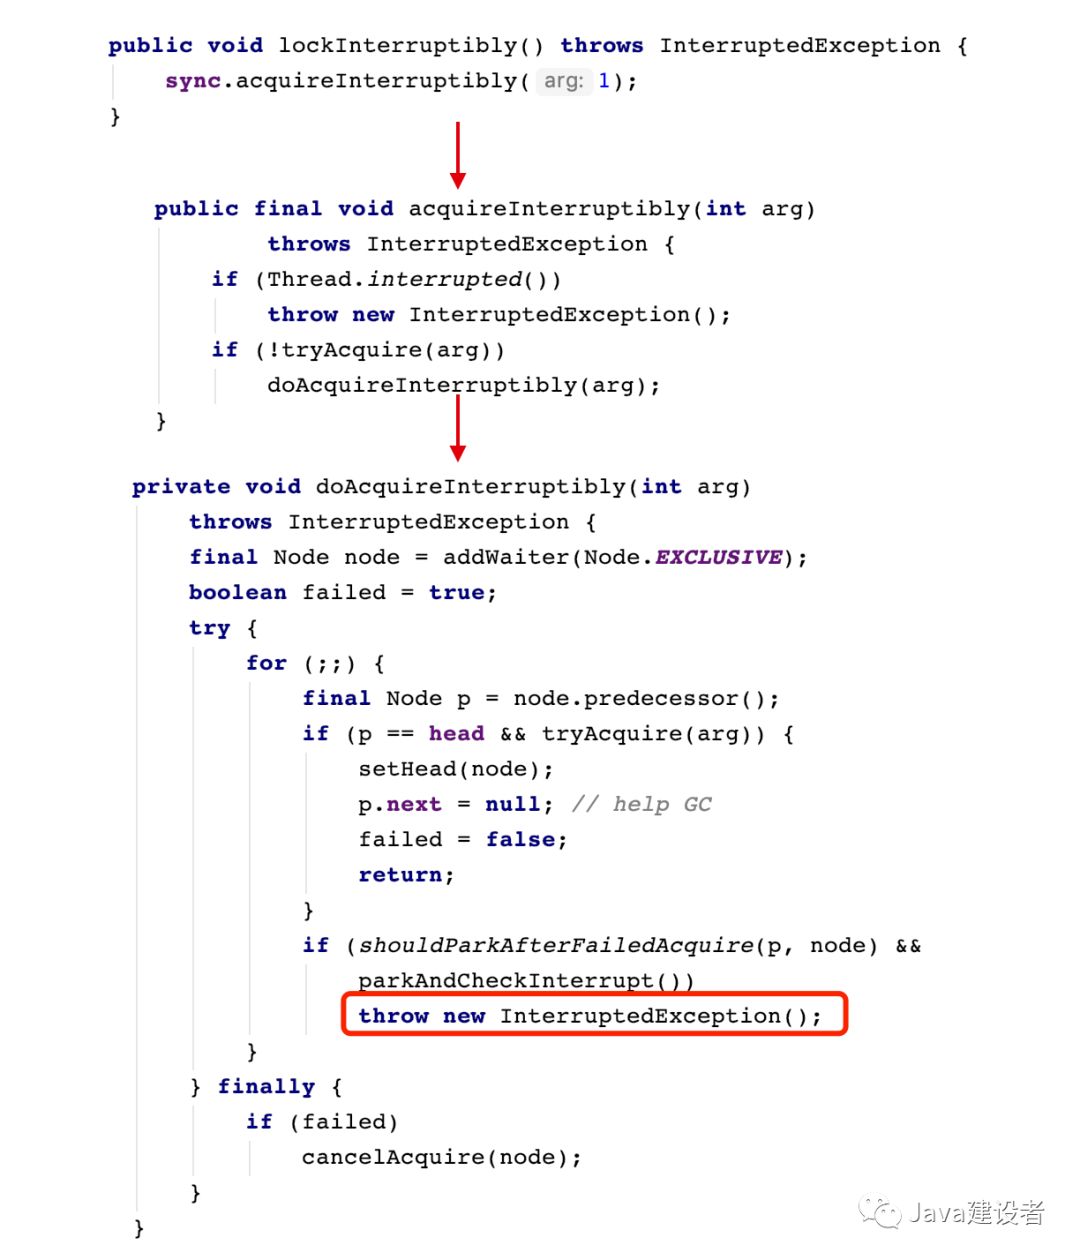 public void lockInterruptibly() throws InterruptedException {
    sync.acquireInterruptibly( arg: 1);
}
public final void acquireInterruptibly(int arg)
        throws InterruptedException {
    if (Thread.interrupted())
        throw new InterruptedException();
    if (!tryAcquire(arg))
        doAcquireInterruptibly(arg);
}
private void doAcquireInterruptibly(int arg)
    throws InterruptedException {
    final Node node = addWaiter(Node.EXCLUSIVE);
    boolean failed = true;
    try {
        for (;;) {
            final Node p = node.predecessor();
            if (p == head && tryAcquire(arg)) {
                setHead(node);
                p.next = null; // help GC
                failed = false;
                return;
            }
            if (shouldParkAfterFailedAcquire(p, node) &&
                parkAndCheckInterrupt())
                throw new InterruptedException();
        }
    } finally {
        if (failed)
            cancelAcquire(node);
    }
}
Java建设者